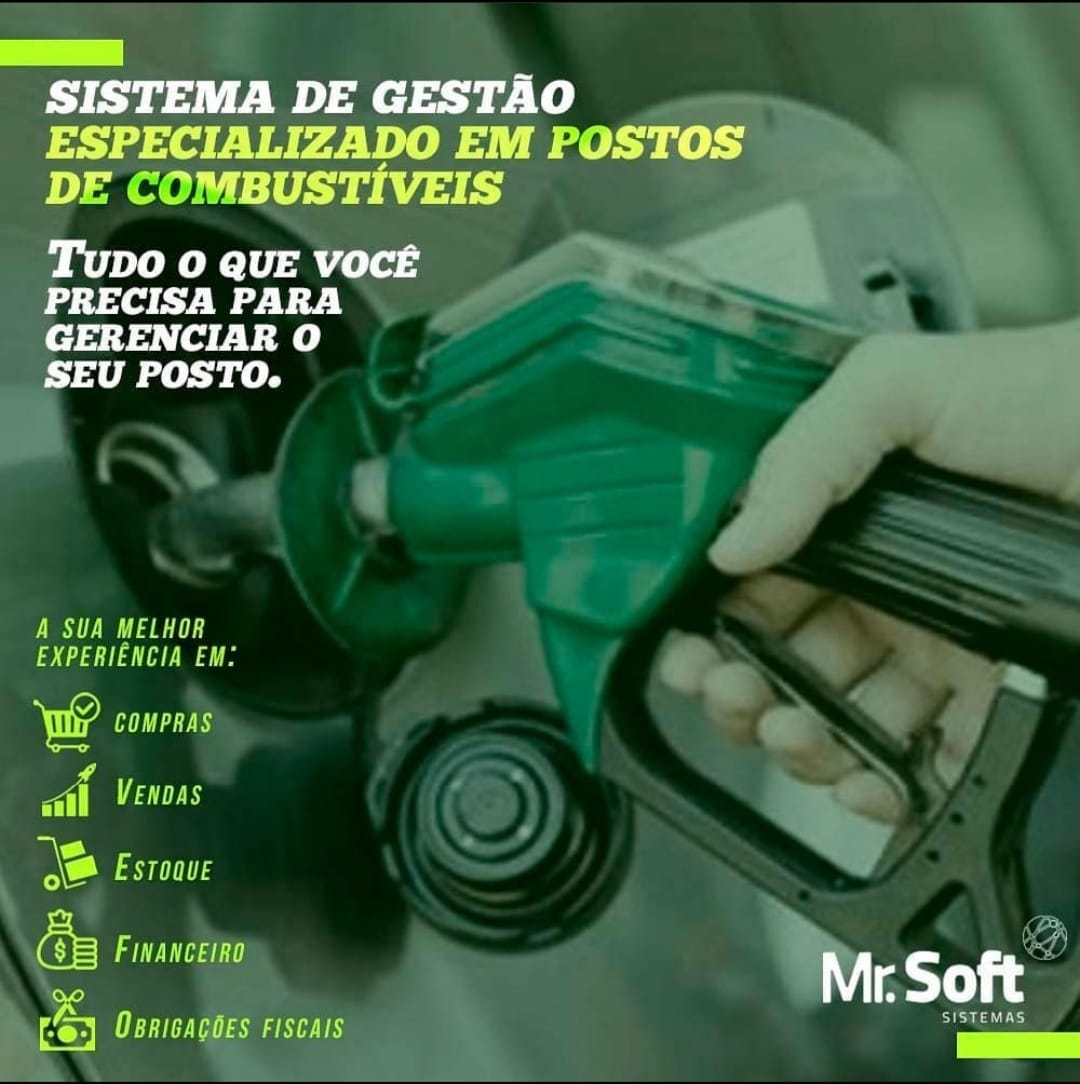 SISTEMA DE GESTÃO
ESPECIALIZADO EM POSTOS
DE COMBUSTÍVEIS
TUDO O QUE VOCÊ
PRECISA PARA
GERENCIAR O
SEU POSTO.
A SUA MELHOR
EXPERIÊNCIA EM:
COMPRAS
VENDAS
ESTOQUE
$ FINANCEIRO
OBRIGAÇÕES FISCAIS
Mr. Soft
SISTEMAS